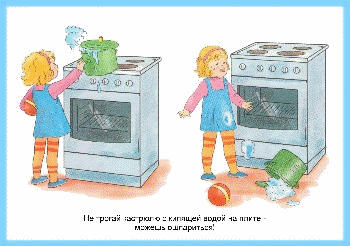 Не трогай кастрюлю с кипящей водой на плите -
можешь ошпариться!